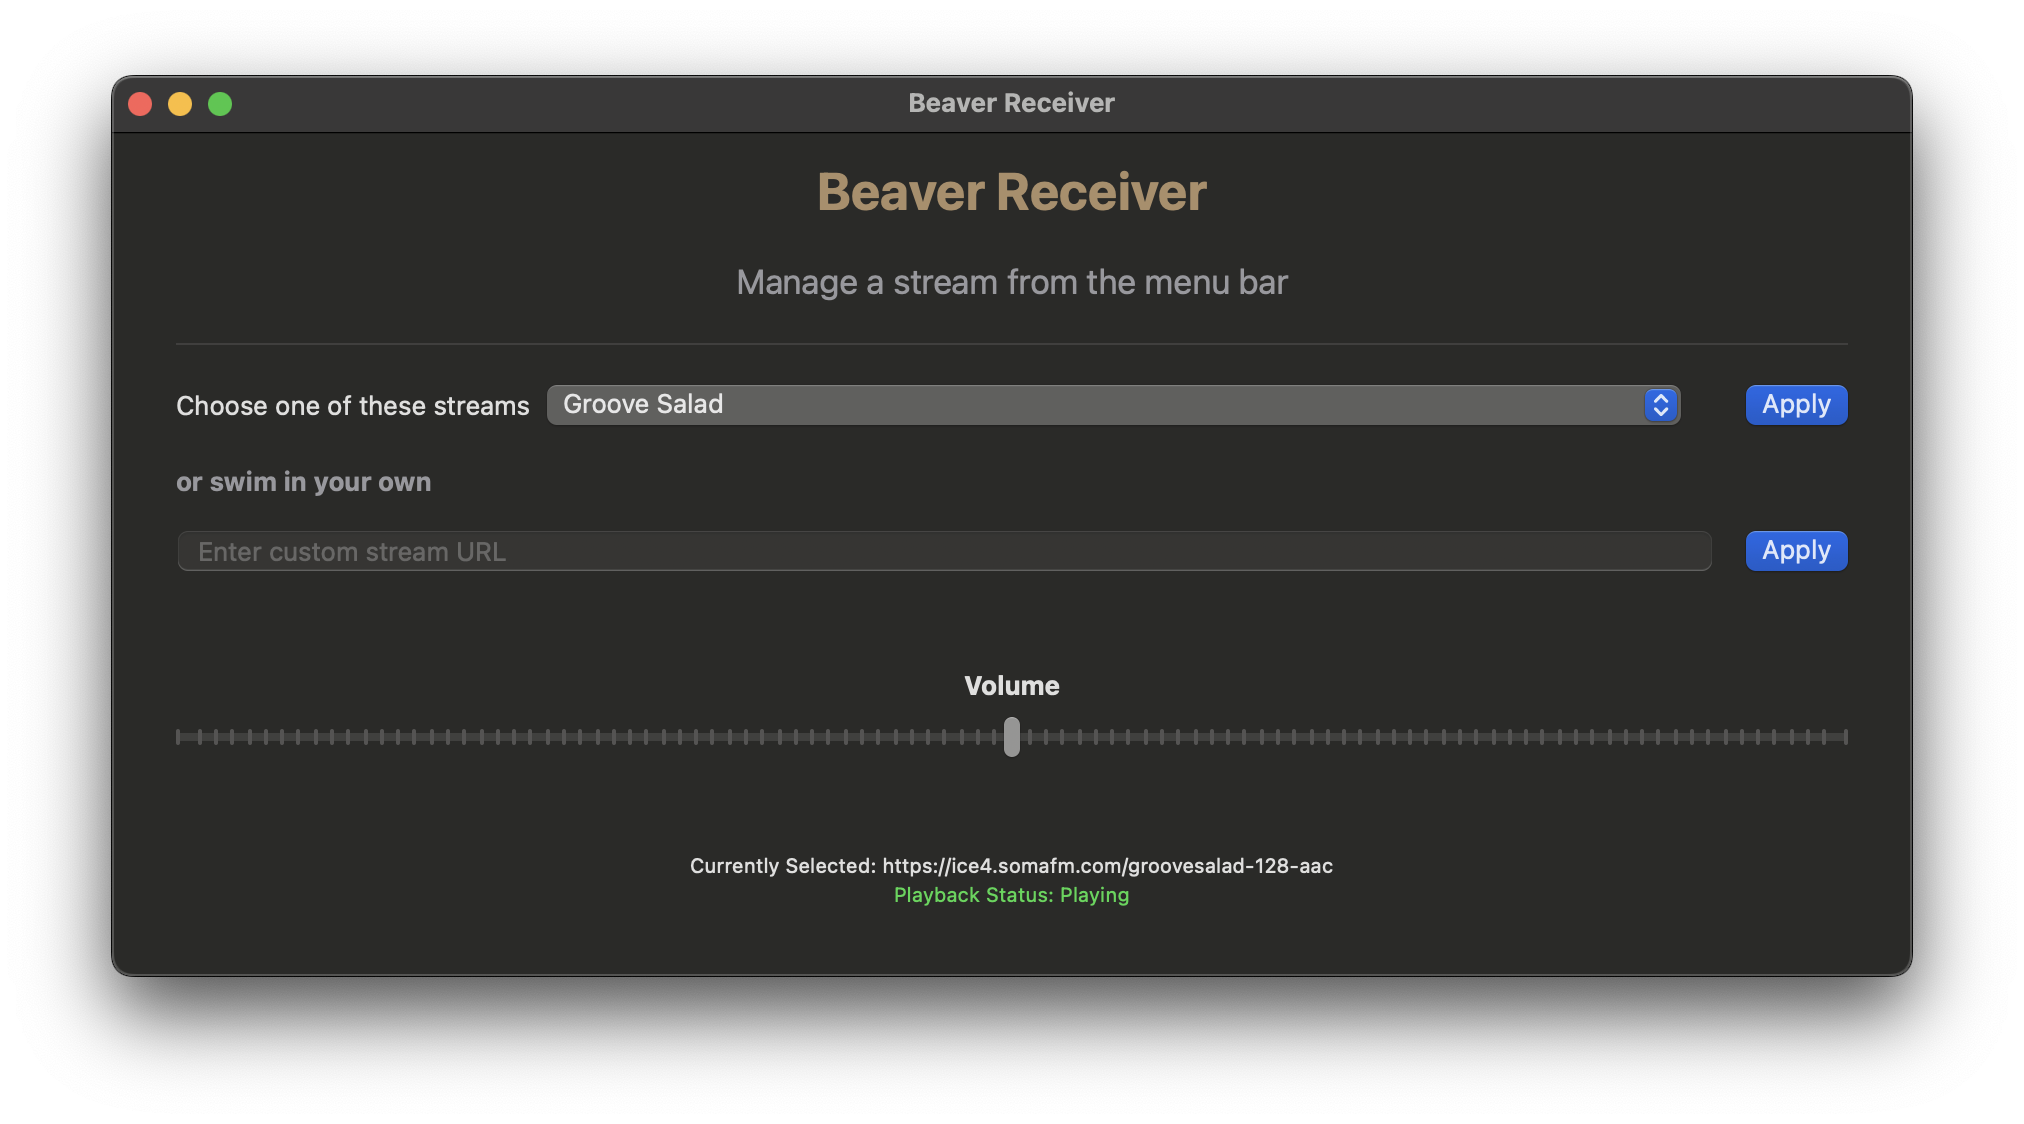 Beaver Receiver
Beaver Receiver
Manage a stream from the menu bar
Choose one of these streams Groove Salad Apply
or swim in your own
Enter custom stream URL Apply
Volume
Currently Selected: https://ice4.somafm.com/groovesalad-128-aac
Playback Status: Playing